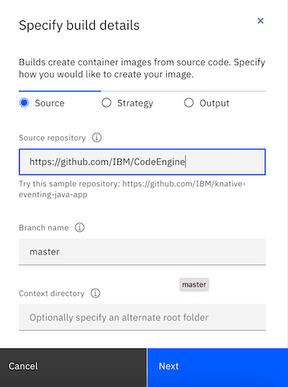 Specify build details
Builds create container images from source code. Specify
how you would like to create your image.
Source
Strategy
Output
Source repository
https://github.com/IBM/CodeEngine
Try this sample repository: https://github.com/IBM/knative-
eventing-java-app
Branch name
master
master
Context directory
Optionally specify an alternate root folder
Cancel
Next